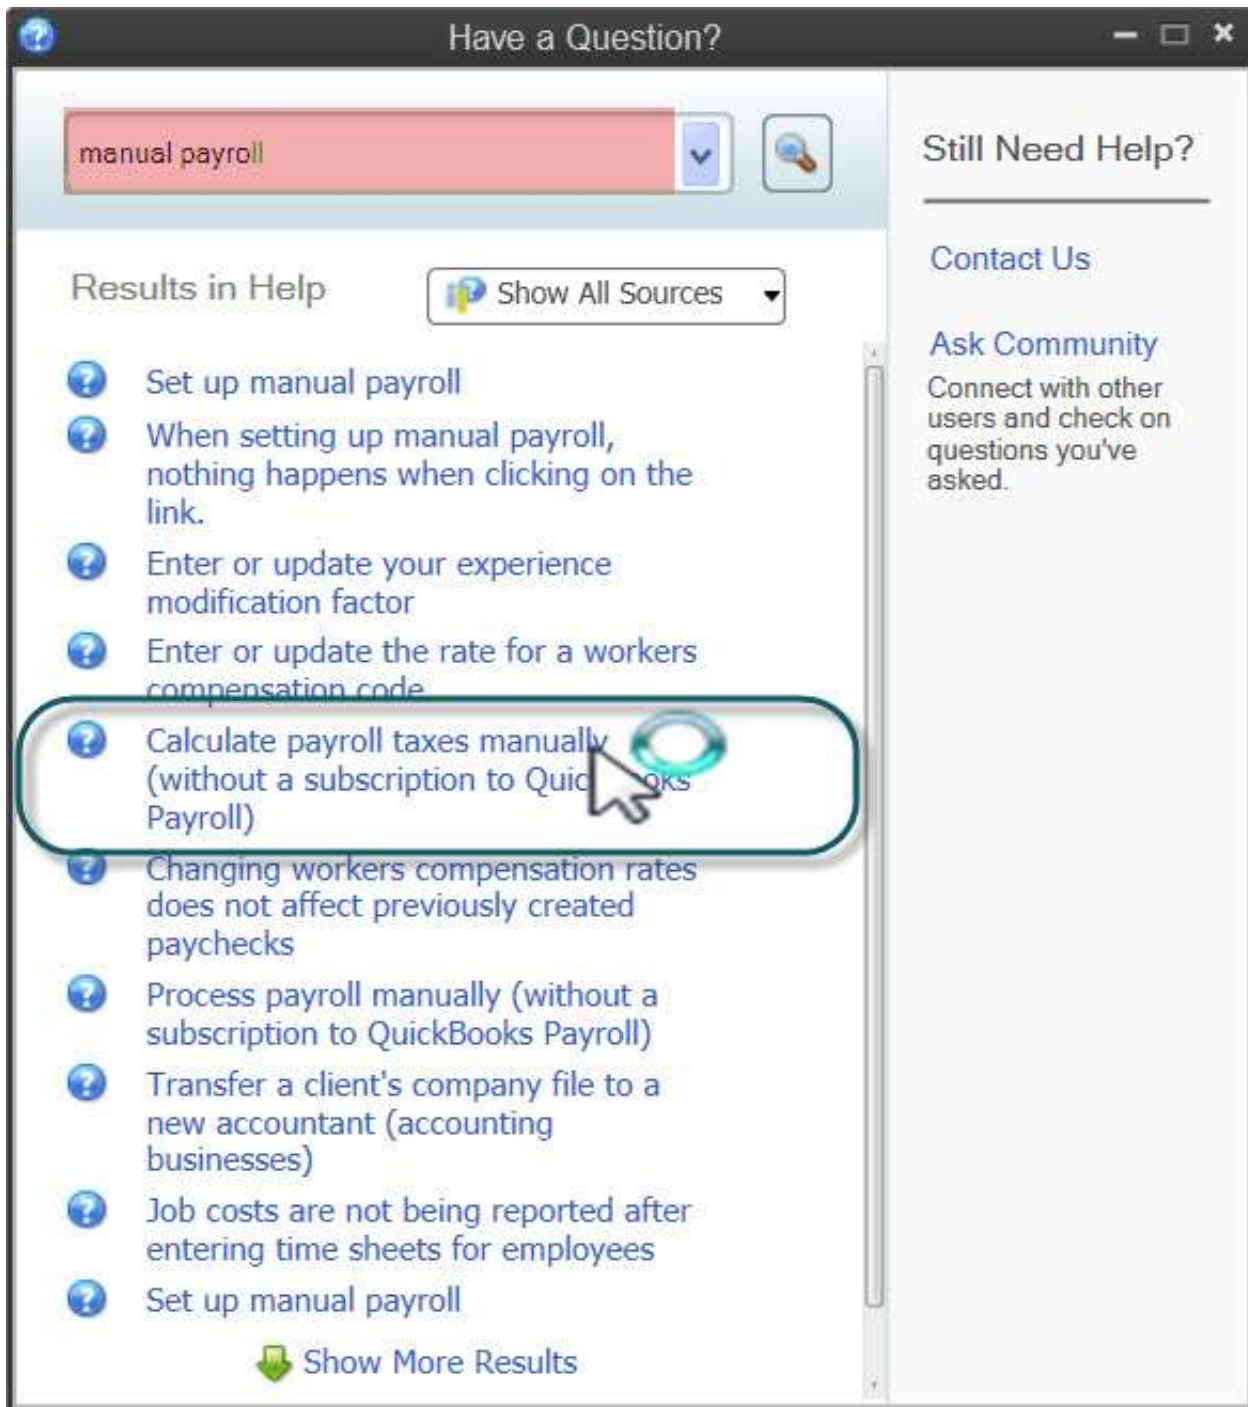 Have a Question?
manual payroll
Results in Help
Show All Sources
Set up manual payroll
When setting up manual payroll,
nothing happens when clicking on the
link.
Enter or update your experience
modification factor
Enter or update the rate for a workers
compensation code
Calculate payroll taxes manually
(without a subscription to QuickBooks
Payroll)
Changing workers compensation rates
does not affect previously created
paychecks
Process payroll manually (without a
subscription to QuickBooks Payroll)
Transfer a client's company file to a
new accountant (accounting
businesses)
Job costs are not being reported after
entering time sheets for employees
Set up manual payroll
Show More Results
Still Need Help?
Contact Us
Ask Community
Connect with other
users and check on
questions you've
asked.